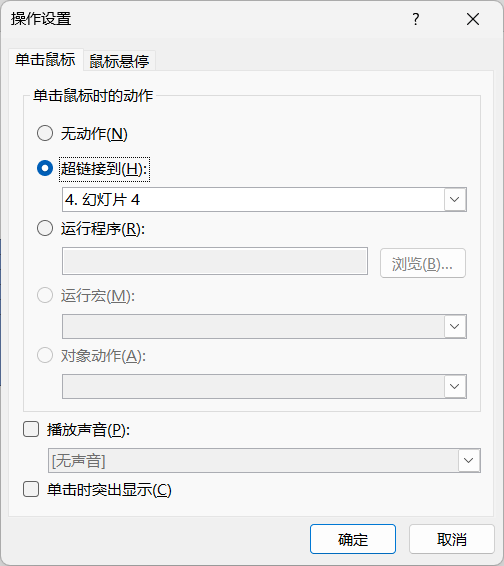 操作设置
单击鼠标 鼠标悬停
单击鼠标时的动作
无动作(N)
超链接到(H):
4. 幻灯片 4
运行程序(R):
浏览(B)...
运行宏(M):
对象动作(A):
播放声音(P):
[无声音]
单击时突出显示(C)
确定 取消